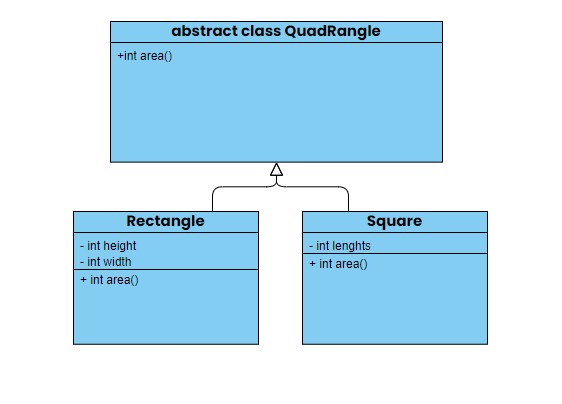 abstract class QuadRangle
+int area()
Rectangle
- int height
- int width
+ int area()
Square
- int lenghts
+ int area()